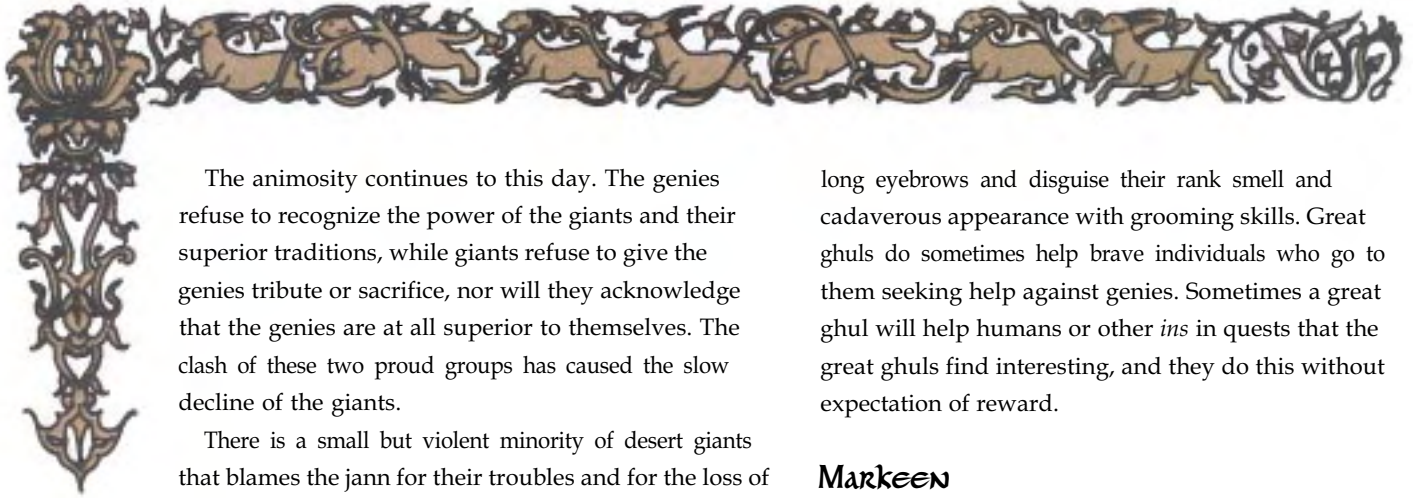 The animosity continues to this day. The genies
refuse to recognize the power of the giants and their
superior traditions, while giants refuse to give the
genies tribute or sacrifice, nor will they acknowledge
that the genies are at all superior to themselves. The
clash of these two proud groups has caused the slow
decline of the giants.
There is a small but violent minority of desert giants
that blames the jann for their troubles and for the loss of
long eyebrows and disguise their rank smell and
cadaverous appearance with grooming skills. Great
ghuls do sometimes help brave individuals who go to
them seeking help against genies. Sometimes a great
ghul will help humans or other ins in quests that the
great ghuls find interesting, and they do this without
expectation of reward.
Markeen